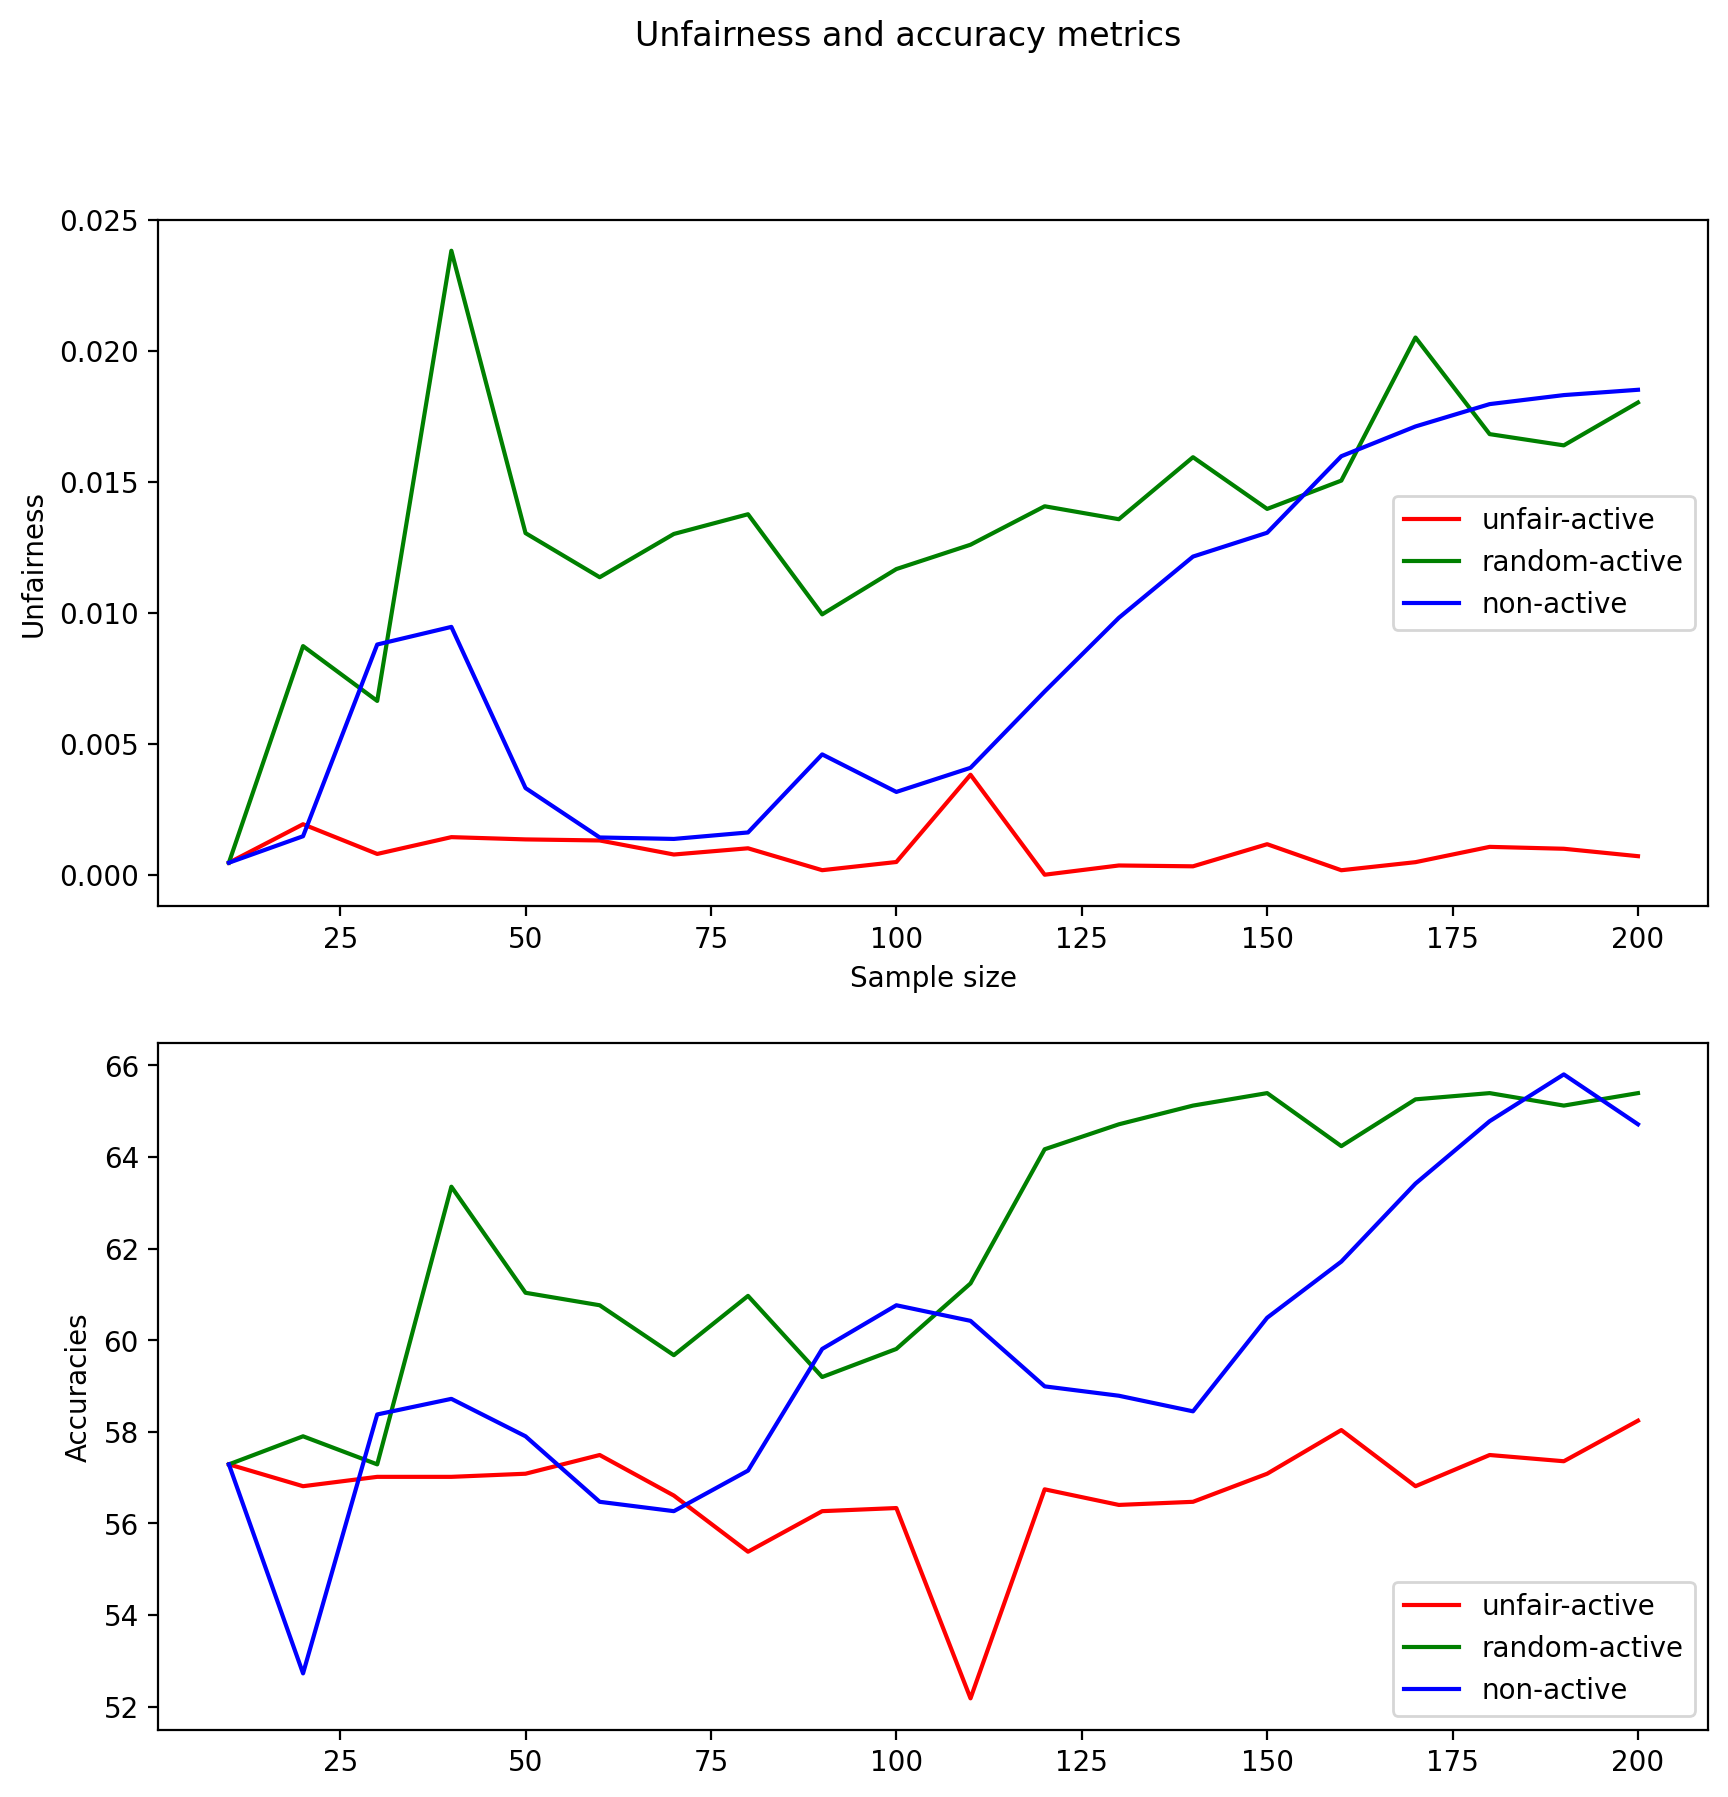 Unfairness and accuracy metrics
0.025
0.020
0.015
0.010
0.005
0.000
Unfairness
unfair-active
random-active
non-active
25 50 75 100 125 150 175 200
Sample size
66
64
62
60
58
56
54
52
Accuracies
unfair-active
random-active
non-active
25 50 75 100 125 150 175 200